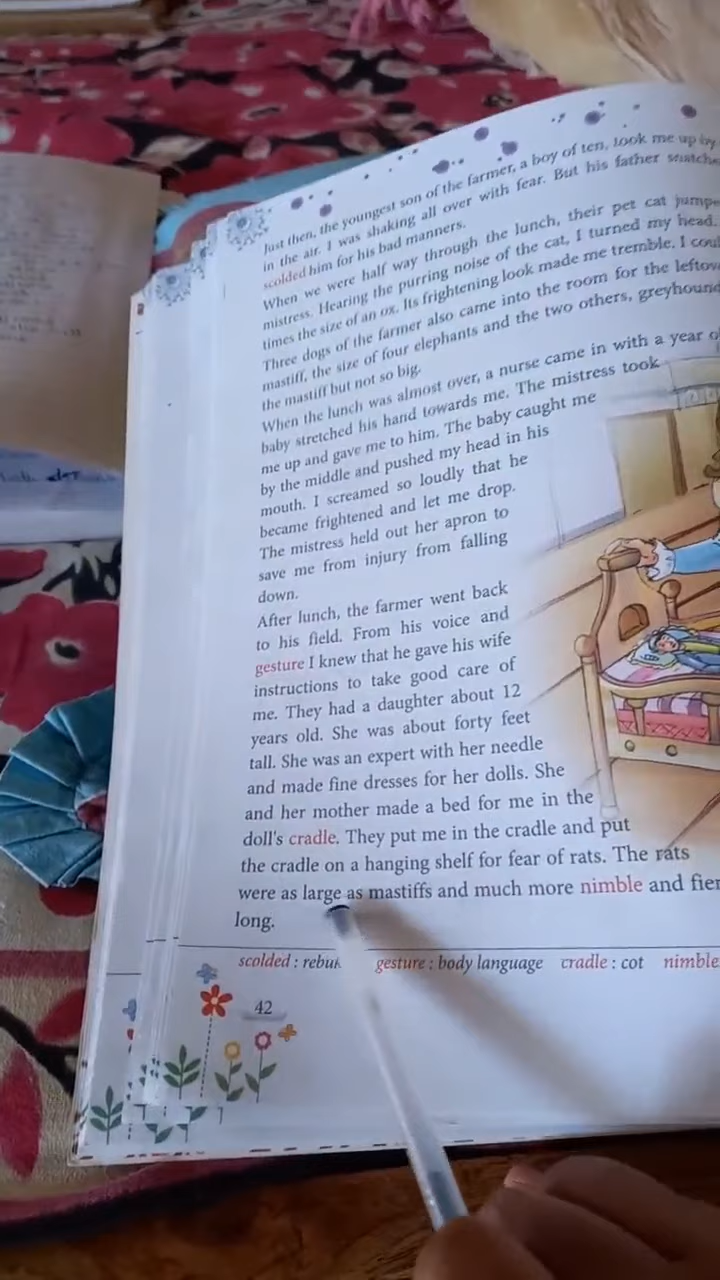 Just then, the youngest son of the farmer, a boy of ten, took me up by
in the air. I was shaking all over with fear. But his father
scolded him for his bad manners.
When we were half way through the lunch, their pet cat
mistress. Hearing the purring noise of the cat, I turned my head.
times the size of an ox. Its frightening look made me tremble. I
Three dogs of the farmer also came into the room for the
mastiff, the size of four elephants and the two others,
the mastiff but not so big.
When the lunch was almost over, a nurse came in with a year
baby stretched his hand towards me. The mistress took
me up and gave me to him. The baby caught me
by the middle and pushed my head in his
mouth. I screamed so loudly that he
became frightened and let me drop.
The mistress held out her apron to
save me from injury from falling
down.
After lunch, the farmer went back
to his field. From his voice and
gesture I knew that he gave his wife
instructions to take good care of
me. They had a daughter about 12
years old. She was about forty feet
tall. She was an expert with her needle
and made fine dresses for her dolls. She
and her mother made a bed for me in the
doll's cradle. They put me in the cradle and put
the cradle on a hanging shelf for fear of rats. The rats
were as large as mastiffs and much more nimble and
long.
scolded : gesture : body language cradle : cot nimble
42